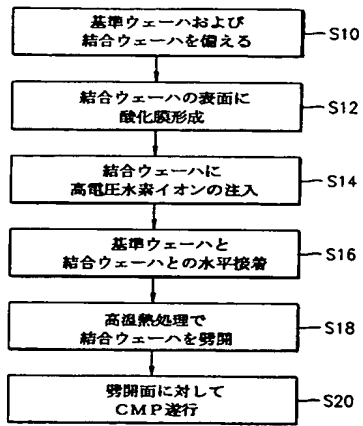 基準ウェーハおよび
結合ウェーハを備える
S10
結合ウェーハの表面に
酸化膜形成
S12
結合ウェーハに
高電圧水素イオンの注入
S14
基準ウェーハと
結合ウェーハとの水平接着
S16
高温熱処理で
結合ウェーハを劈開
S18
劈開面に対して
CMP遂行
S20